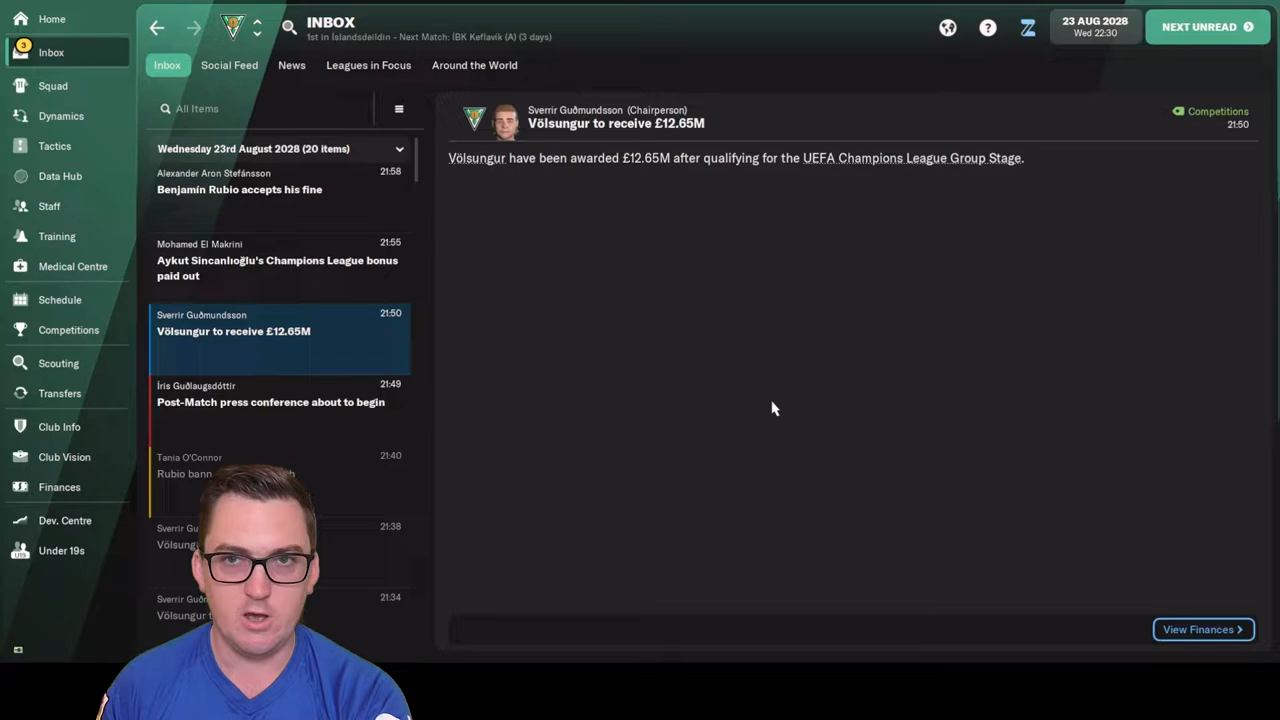 Home
3
Inbox
Squad
Dynamics
Tactics
Data Hub
Staff
Training
Medical Centre
Schedule
Competitions
Scouting
Transfers
Club Info
Club Vision
Finances
Dev. Centre
U19
Under 19s
INBOX
1st in Íslandsdeildin - Next Match: ÍBK Keflavík (A) (3 days)
23 AUG 2028
Wed 22:30
NEXT UNREAD
Inbox
Social Feed
News
Leagues in Focus
Around the World
All Items
Wednesday 23rd August 2028 (20 items)
Alexander Aron Stefánsson 21:58
Benjamín Rubio accepts his fine
Mohamed El Makrini 21:55
Aykut Sincanlıoğlu's Champions League bonus
paid out
Sverrir Guðmundsson 21:50
Völsungur to receive £12.65M
Íris Guðlaugsdóttir 21:49
Post-Match press conference about to begin
Tania O'Connor 21:40
Rubio
Sverrir 21:38
Sverrir 21:34
Sverrir Guðmundsson (Chairperson)
Völsungur to receive £12.65M
Competitions
21:50
Völsungur have been awarded £12.65M after qualifying for the UEFA Champions League Group Stage.
View Finances